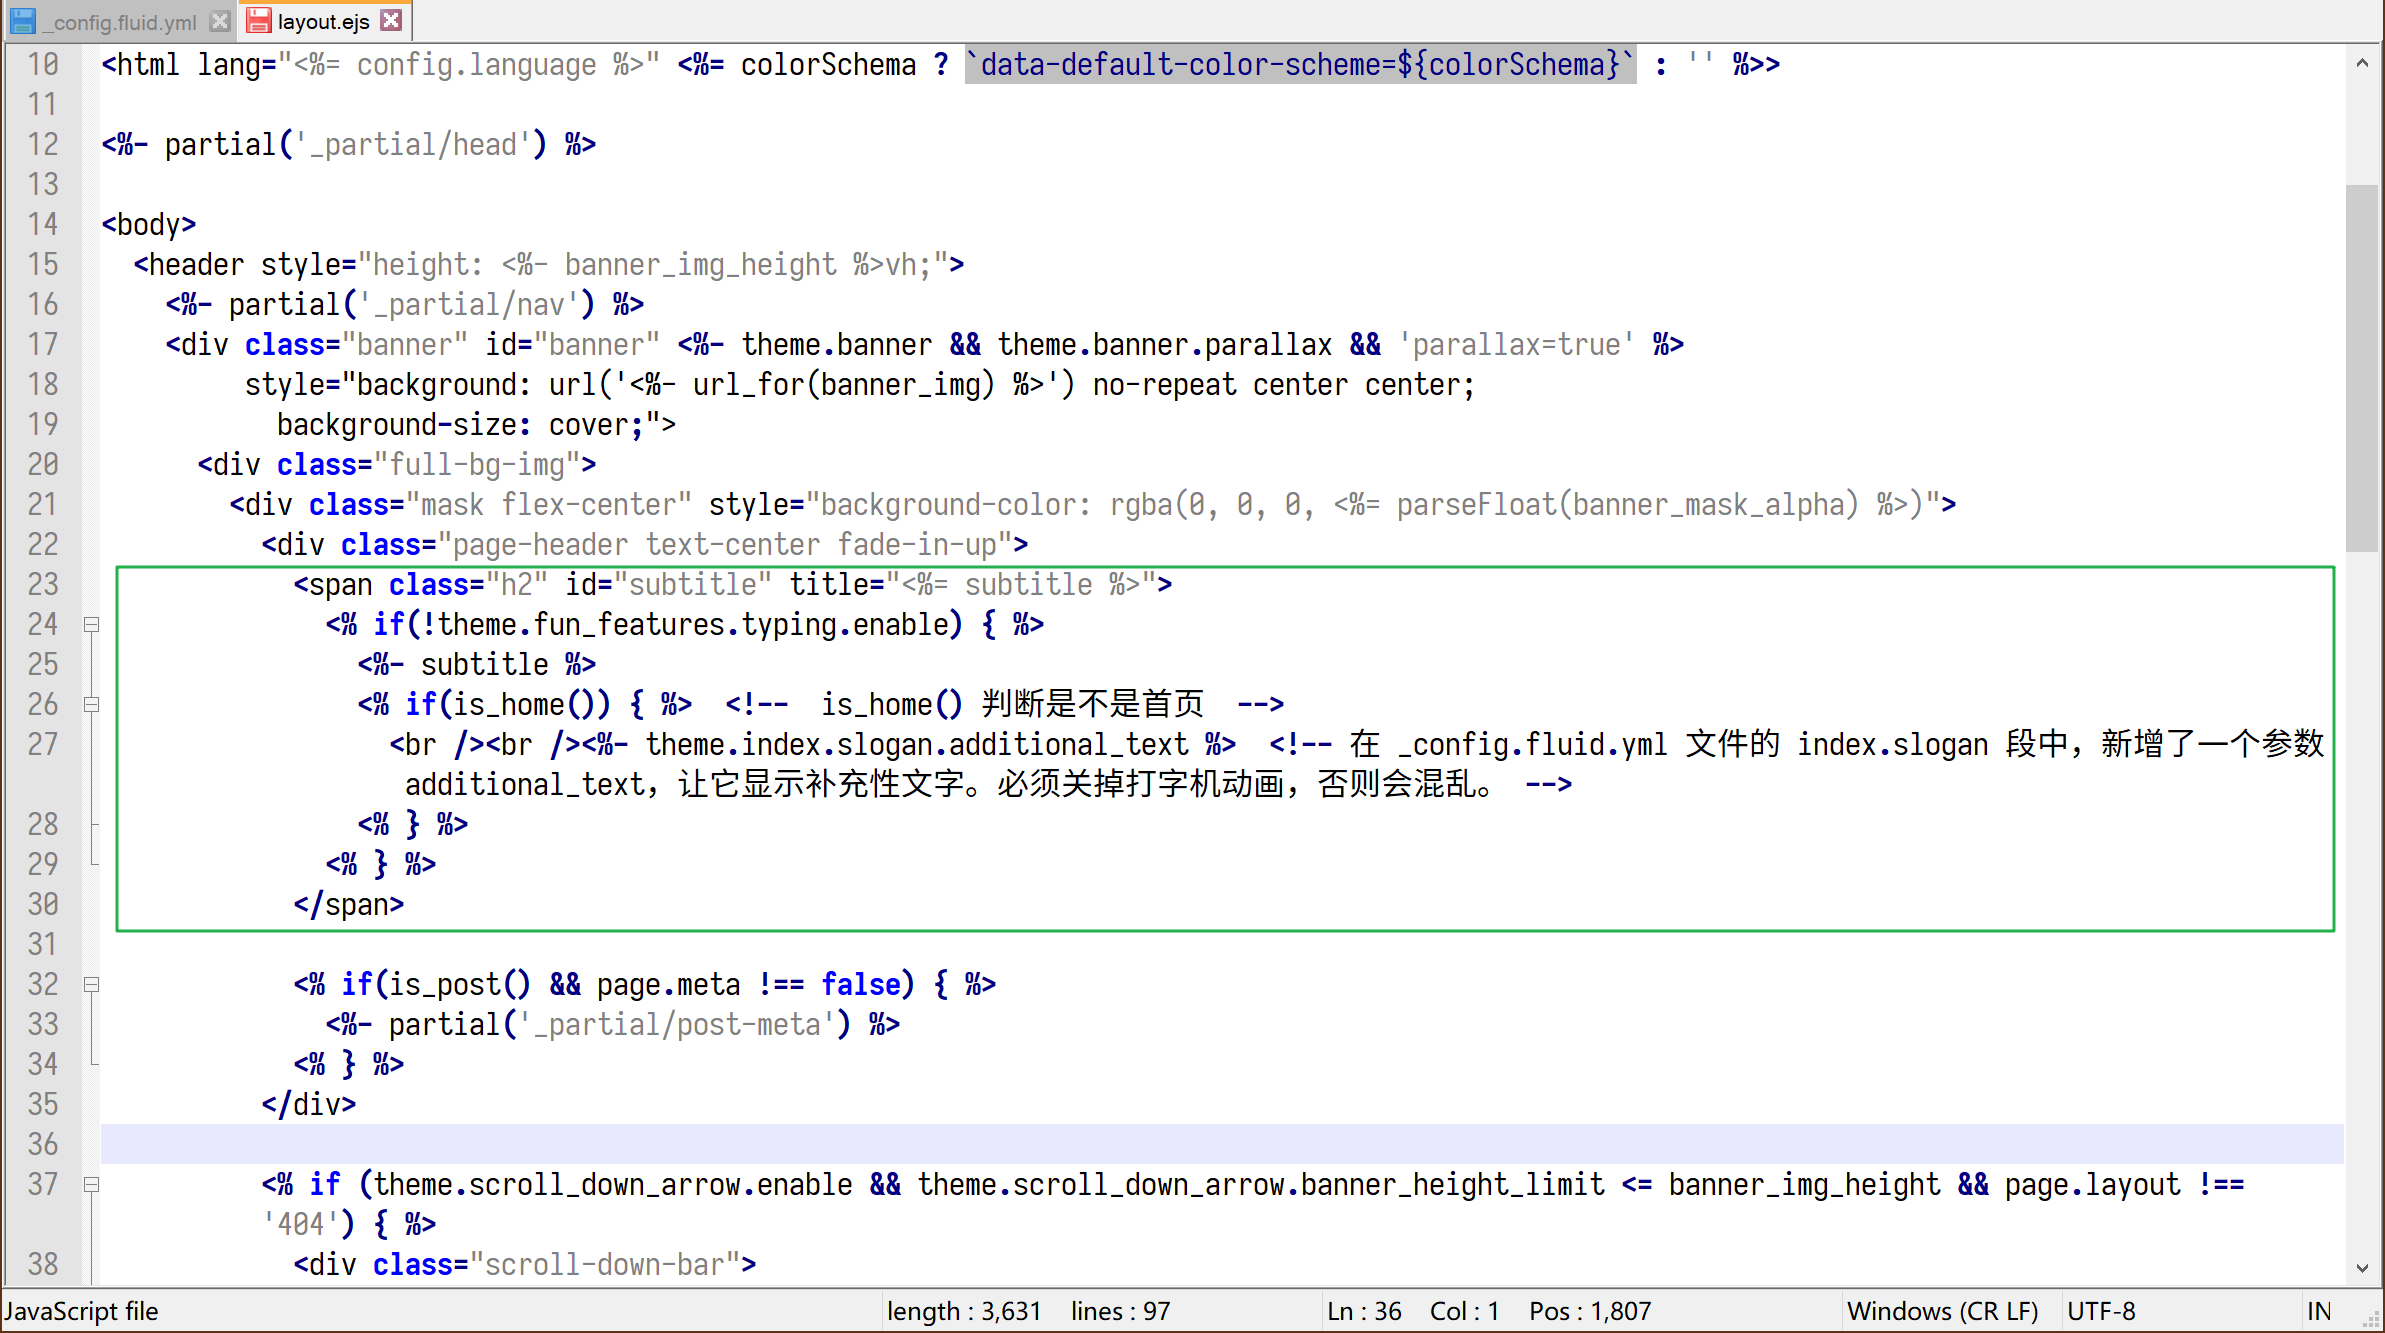 _config.fluid.yml layout.ejs
10 <html lang="<%= config.language %>" <%= colorSchema ? `data-default-color-scheme=${colorSchema}` : '' %>>
11
12 <%- partial('_partial/head') %>
13
14 <body>
15 <header style="height: <%- banner_img_height %>vh;">
16 <%- partial('_partial/nav') %>
17 <div class="banner" id="banner" <%- theme.banner && theme.banner.parallax && 'parallax=true' %>
18 style="background: url('<%- url_for(banner_img) %>') no-repeat center center;
19 background-size: cover;">
20 <div class="full-bg-img">
21 <div class="mask flex-center" style="background-color: rgba(0, 0, 0, <%= parseFloat(banner_mask_alpha) %>)">
22 <div class="page-header text-center fade-in-up">
23 <span class="h2" id="subtitle" title="<%= subtitle %>">
24 <% if(!theme.fun_features.typing.enable) { %>
25 <%- subtitle %>
26 <% if(is_home()) { %>  <!--  is_home() 判断是不是首页  -->
27 <br /><br /><%- theme.index.slogan.additional_text %>  <!-- 在 _config.fluid.yml 文件的 index.slogan 段中，新增了一个参数
additional_text，让它显示补充性文字。必须关掉打字机动画，否则会混乱。 -->
28 <% } %>
29 <% } %>
30 </span>
31
32 <% if(is_post() && page.meta !== false) { %>
33 <%- partial('_partial/post-meta') %>
34 <% } %>
35 </div>
36
37 <% if (theme.scroll_down_arrow.enable && theme.scroll_down_arrow.banner_height_limit <= banner_img_height && page.layout !==
'404') { %>
38 <div class="scroll-down-bar">
JavaScript file length : 3,631 lines : 97 Ln : 36 Col : 1 Pos : 1,807 Windows (CR LF) UTF-8 IN